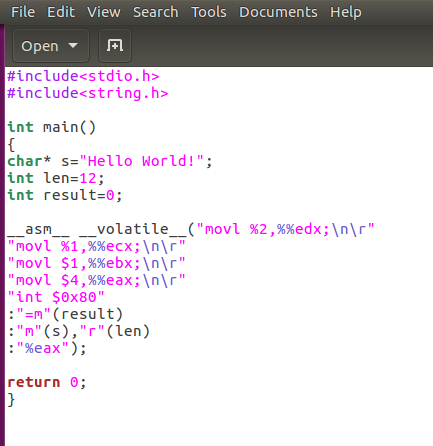 File Edit View Search Tools Documents Help
Open
#include<stdio.h>
#include<string.h>
int main()
{
char* s="Hello World!";
int len=12;
int result=0;
__asm__ __volatile__("movl %2,%%edx;\n\r"
"movl %1,%%ecx;\n\r"
"movl $1,%%ebx;\n\r"
"movl $4,%%eax;\n\r"
"int $0x80"
:"=m"(result)
:"m"(s),"r"(len)
:"%eax");
return 0;
}